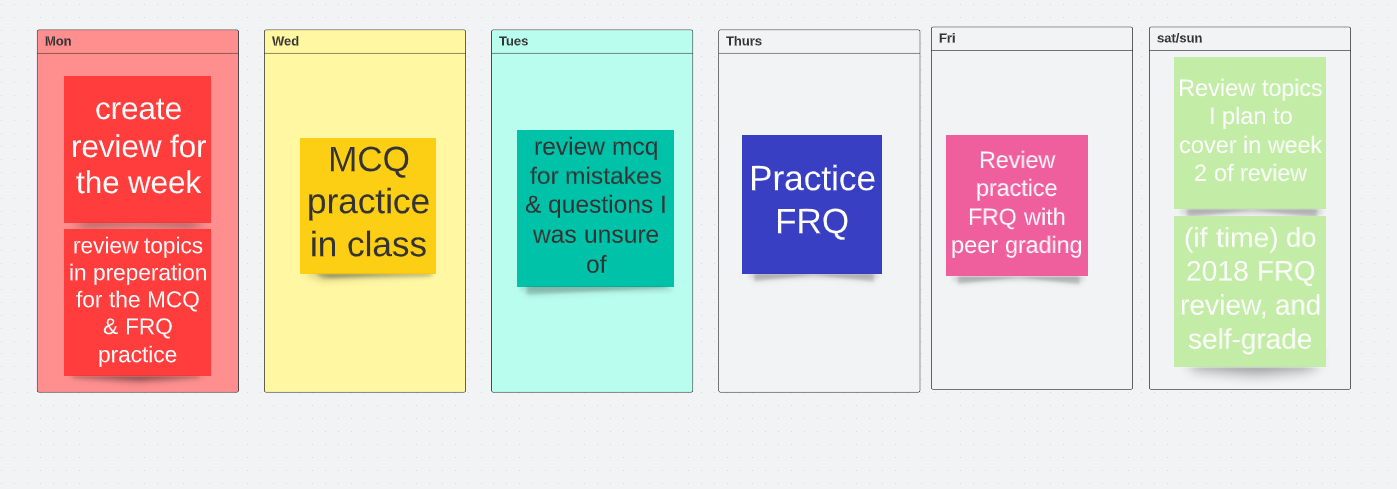 Mon
create
review for
the week
review topics
in preperation
for the MCQ
& FRQ
practice
Wed
MCQ
practice
in class
Tues
review mcq
for mistakes
& questions I
was unsure
of
Thurs
Practice
FRQ
Fri
Review
practice
FRQ with
peer grading
sat/sun
Review topics
I plan to
cover in week
2 of review
(if time) do
2018 FRQ
review, and
self-grade